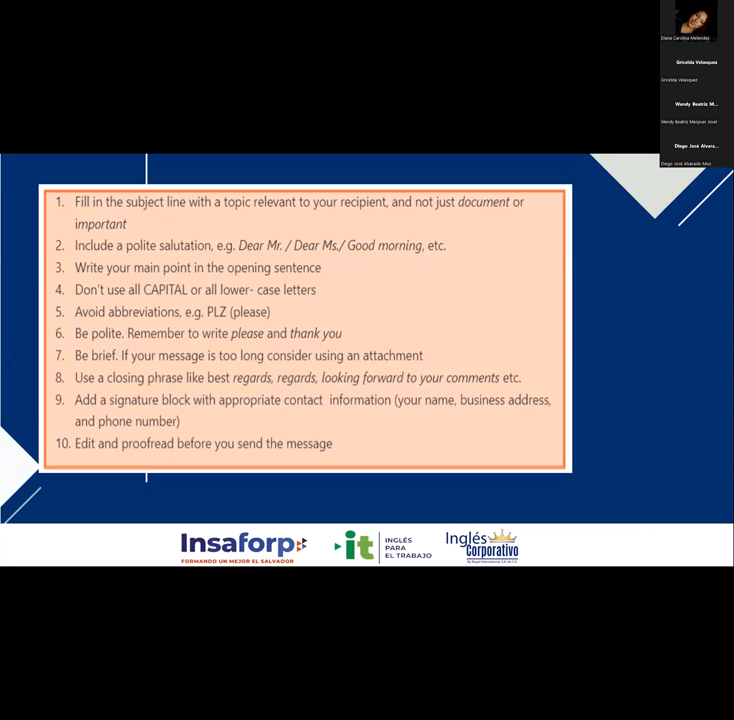 Diana Carolina Melendez
Gricelda Velasquez
Gricelda Velasquez
Wendy Beatriz M...
Wendy Beatriz Menjivar Jovel
Diego José Alvara...
Diego José Alvarado Moz
1. Fill in the subject line with a topic relevant to your recipient, and not just document or
important
2. Include a polite salutation, e.g. Dear Mr. / Dear Ms./ Good morning, etc.
3. Write your main point in the opening sentence
4. Don't use all CAPITAL or all lower- case letters
5. Avoid abbreviations, e.g. PLZ (please)
6. Be polite. Remember to write please and thank you
7. Be brief. If your message is too long consider using an attachment
8. Use a closing phrase like best regards, regards, looking forward to your comments etc.
9. Add a signature block with appropriate contact information (your name, business address,
and phone number)
10. Edit and proofread before you send the message
Insaforp
FORMANDO UN MEJOR EL SALVADOR
it
INGLÉS
PARA
EL TRABAJO
Inglés
Corporativo